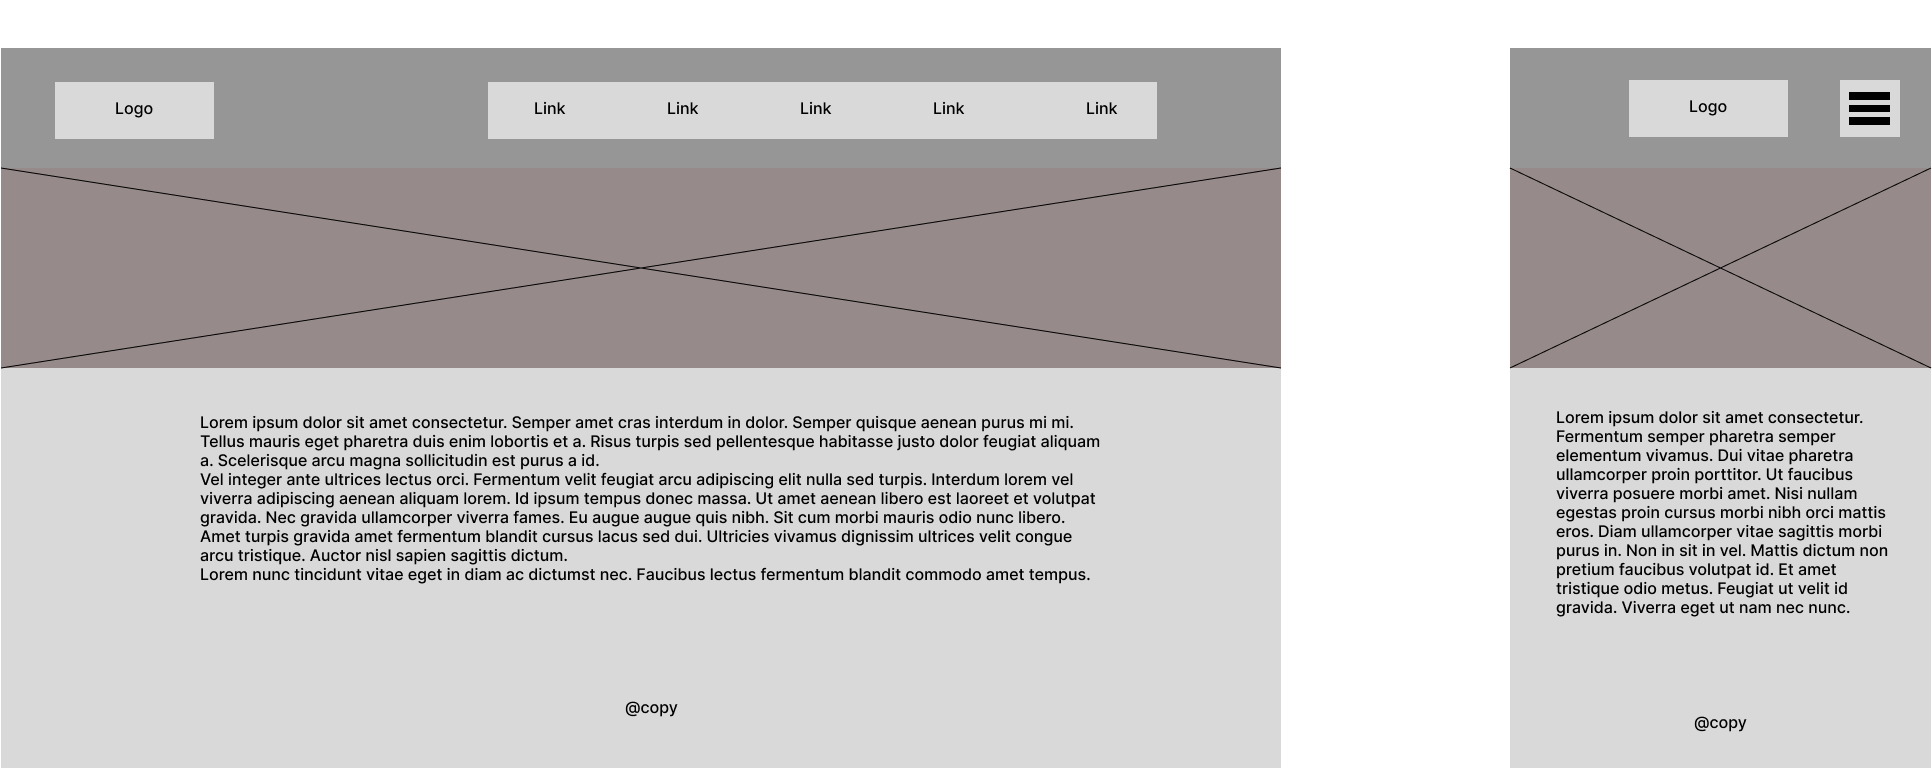 Logo
Link Link Link Link Link
Lorem ipsum dolor sit amet consectetur. Semper amet cras interdum in dolor. Semper quisque aenean purus mi mi.
Tellus mauris eget pharetra duis enim lobortis et a. Risus turpis sed pellentesque habitasse justo dolor feugiat aliquam
a. Scelerisque arcu magna sollicitudin est purus a id.
Vel integer ante ultrices lectus orci. Fermentum velit feugiat arcu adipiscing elit nulla sed turpis. Interdum lorem vel
viverra adipiscing aenean aliquam lorem. Id ipsum tempus donec massa. Ut amet aenean libero est laoreet et volutpat
gravida. Nec gravida ullamcorper viverra fames. Eu augue augue quis nibh. Sit cum morbi mauris odio nunc libero.
Amet turpis gravida amet fermentum blandit cursus lacus sed dui. Ultricies vivamus dignissim ultrices velit congue
arcu tristique. Auctor nisl sapien sagittis dictum.
Lorem nunc tincidunt vitae eget in diam ac dictumst nec. Faucibus lectus fermentum blandit commodo amet tempus.
@copy
Logo
Lorem ipsum dolor sit amet consectetur.
Fermentum semper pharetra semper
elementum vivamus. Dui vitae pharetra
ullamcorper proin porttitor. Ut faucibus
viverra posuere morbi amet. Nisi nullam
egestas proin cursus morbi nibh orci mattis
eros. Diam ullamcorper vitae sagittis morbi
purus in. Non in sit in vel. Mattis dictum non
pretium faucibus volutpat id. Et amet
tristique odio metus. Feugiat ut velit id
gravida. Viverra eget ut nam nec nunc.
@copy